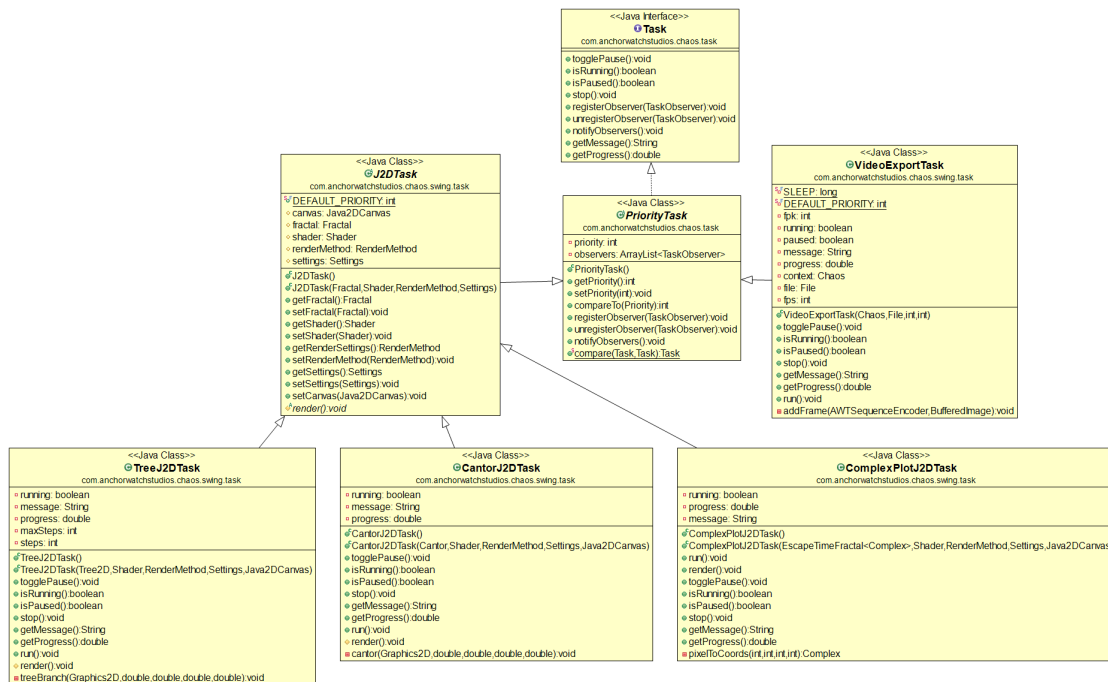 <<Java Interface>>
Task
com.anchorwatchstudios.chaos.task
togglePause():void
isRunning():boolean
isPaused():boolean
stop():void
registerObserver(TaskObserver):void
unregisterObserver(TaskObserver):void
notifyObservers():void
getMessage():String
getProgress():double
<<Java Class>>
J2DTask
com.anchorwatchstudios.chaos.swing.task
DEFAULT_PRIORITY: int
canvas: Java2DCanvas
fractal: Fractal
shader: Shader
renderMethod: RenderMethod
settings: Settings
J2DTask()
J2DTask(Fractal,Shader,RenderMethod,Settings)
getFractal():Fractal
setFractal(Fractal):void
getShader():Shader
setShader(Shader):void
getRenderSettings():RenderMethod
setRenderMethod(RenderMethod):void
getSettings():Settings
setSettings(Settings):void
setCanvas(Java2DCanvas):void
render():void
<<Java Class>>
PriorityTask
com.anchorwatchstudios.chaos.task
priority: int
observers: ArrayList<TaskObserver>
PriorityTask()
getPriority():int
setPriority(int):void
compareTo(Priority):int
registerObserver(TaskObserver):void
unregisterObserver(TaskObserver):void
notifyObservers():void
compare(Task,Task):Task
<<Java Class>>
VideoExportTask
com.anchorwatchstudios.chaos.swing.task
SLEEP: long
DEFAULT_PRIORITY: int
fpk: int
running: boolean
paused: boolean
message: String
progress: double
context: Chaos
file: File
fps: int
VideoExportTask(Chaos,File,int,int)
togglePause():void
isRunning():boolean
isPaused():boolean
stop():void
getMessage():String
getProgress():double
run():void
addFrame(AWTSequenceEncoder,BufferedImage):void
<<Java Class>>
TreeJ2DTask
com.anchorwatchstudios.chaos.swing.task
running: boolean
message: String
progress: double
maxSteps: int
steps: int
TreeJ2DTask()
TreeJ2DTask(Tree2D,Shader,RenderMethod,Settings,Java2DCanvas)
togglePause():void
isRunning():boolean
isPaused():boolean
stop():void
getMessage():String
getProgress():double
run():void
render():void
treeBranch(Graphics2D,double,double,double,double):void
<<Java Class>>
CantorJ2DTask
com.anchorwatchstudios.chaos.swing.task
running: boolean
message: String
progress: double
CantorJ2DTask()
CantorJ2DTask(Cantor,Shader,RenderMethod,Settings,Java2DCanvas)
togglePause():void
isRunning():boolean
isPaused():boolean
stop():void
getMessage():String
getProgress():double
run():void
render():void
cantor(Graphics2D,double,double,double,double):void
<<Java Class>>
ComplexPlotJ2DTask
com.anchorwatchstudios.chaos.swing.task
running: boolean
progress: double
message: String
ComplexPlotJ2DTask()
ComplexPlotJ2DTask(EscapeTimeFractal<Complex>,Shader,RenderMethod,Settings,Java2DCanvas
run():void
render():void
togglePause():void
isRunning():boolean
isPaused():boolean
stop():void
getMessage():String
getProgress():double
pixelToCoords(int,int,int,int):Complex